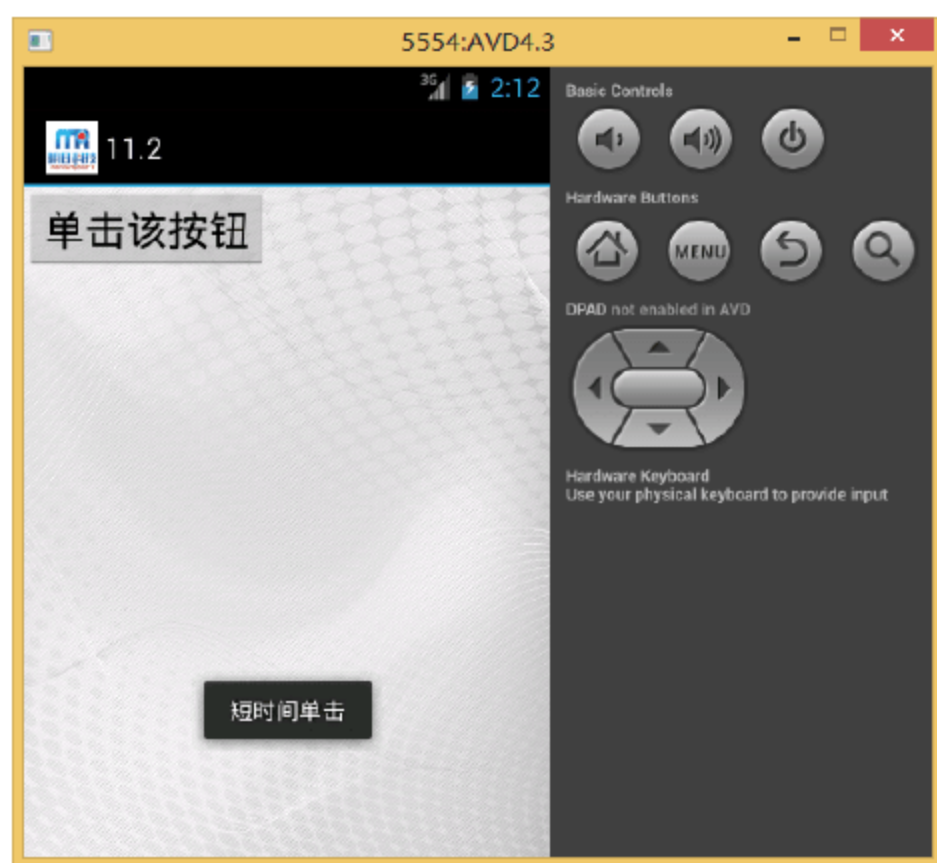 5554:AVD4.3
3G 2:12
11.2
单击该按钮
短时间单击
Basic Controls
Hardware Buttons
MENU
DPAD not enabled in AVD
Hardware Keyboard
Use your physical keyboard to provide input